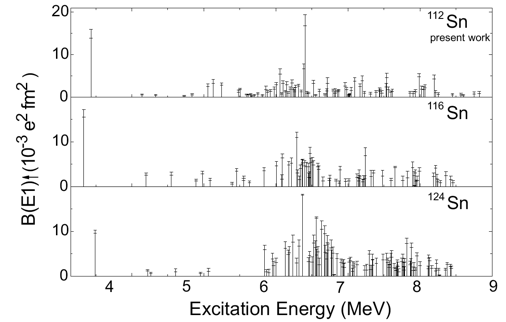 20
10
0
¹¹²Sn
present work
10
0
¹¹⁶Sn
10
0
¹²⁴Sn
B(E1)↑ (10⁻³ e² fm²)
4 5 6 7 8 9
Excitation Energy (MeV)